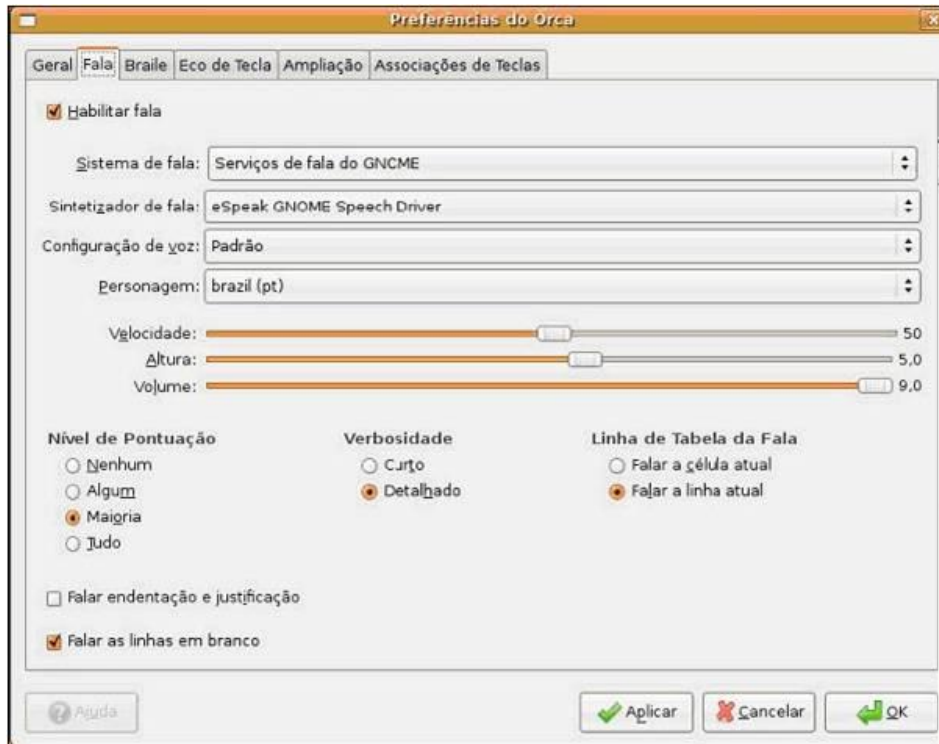 Preferências do Orca
Geral Fala Braile Eco de Tecla Ampliação Associações de Teclas
Habilitar fala
Sistema de fala: Serviços de fala do GNCME
Sintetizador de fala: eSpeak GNOME Speech Driver
Configuração de voz: Padrão
Personagem: brazil (pt)
Velocidade: 50
Altura: 5,0
Volume: 9,0
Nível de Pontuação Verbosidade Linha de Tabela da Fala
Nenhum Curto Falar a célula atual
Algum Detalhado Falar a linha atual
Maioria
Tudo
Falar endentação e justificação
Falar as linhas em branco
Ajuda Aplicar Cancelar OK